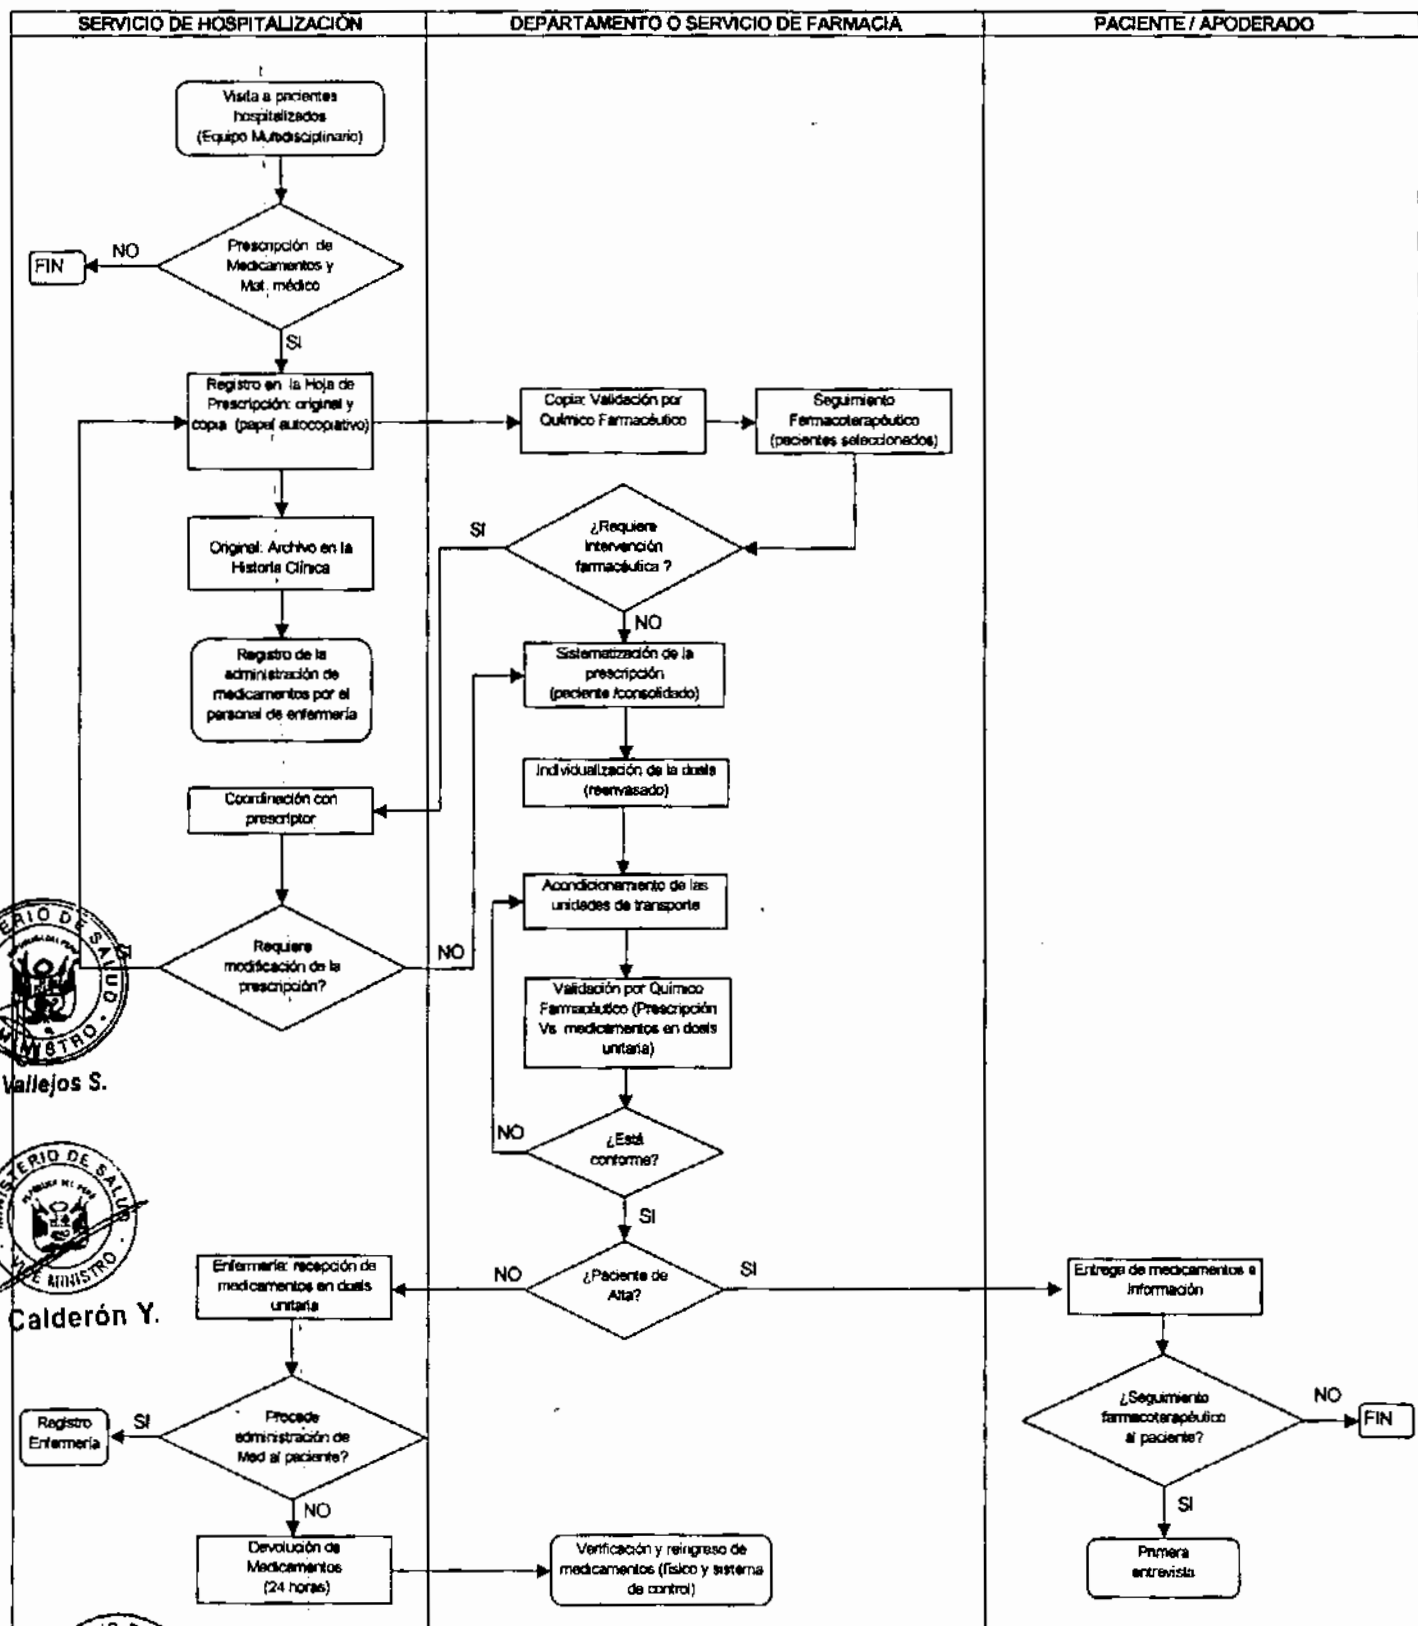 SERVICIO DE HOSPITALIZACIÓN
DEPARTAMENTO O SERVICIO DE FARMACIA
PACIENTE / APODERADO
Visita a pacientes
hospitalizados
(Equipo Multidisciplinario)
Prescripción de
Medicamentos y
Mat. médico
NO
FIN
SI
Registro en la Hoja de
Prescripción: original y
copia (papel autocopiativo)
Copia: Validación por
Químico Farmacéutico
Seguimiento
Farmacoterapéutico
(pacientes seleccionados)
Original: Archivo en la
Historia Clínica
SI
¿Requiere
Intervención
farmacéutica ?
NO
Registro de la
administración de
medicamentos por el
personal de enfermería
Sistematización de la
prescripción
(paciente /consolidado)
Individualización de la dosis
(reenvasado)
Coordinación con
prescriptor
Acondicionamiento de las
unidades de transporte
SI
Requiere
modificación de la
prescripción?
NO
Validación por Químico
Farmacéutico (Prescripción
Vs. medicamentos en dosis
unitaria)
Vallejos S.
NO
¿Está
conforme?
SI
MINISTERIO DE SALUD
VICE MINISTRO
Calderón Y.
Enfermería: recepción de
medicamentos en dosis
unitaria
NO
¿Paciente de
Alta?
SI
Entrega de medicamentos e
Información
Registro
Enfermería
SI
Procede
administración de
Med al paciente?
NO
¿Seguimiento
farmacoterapéutico
al paciente?
NO
FIN
SI
Devolución de
Medicamentos
(24 horas)
Verificación y reingreso de
medicamentos (físico y sistema
de control)
Primera
entrevista